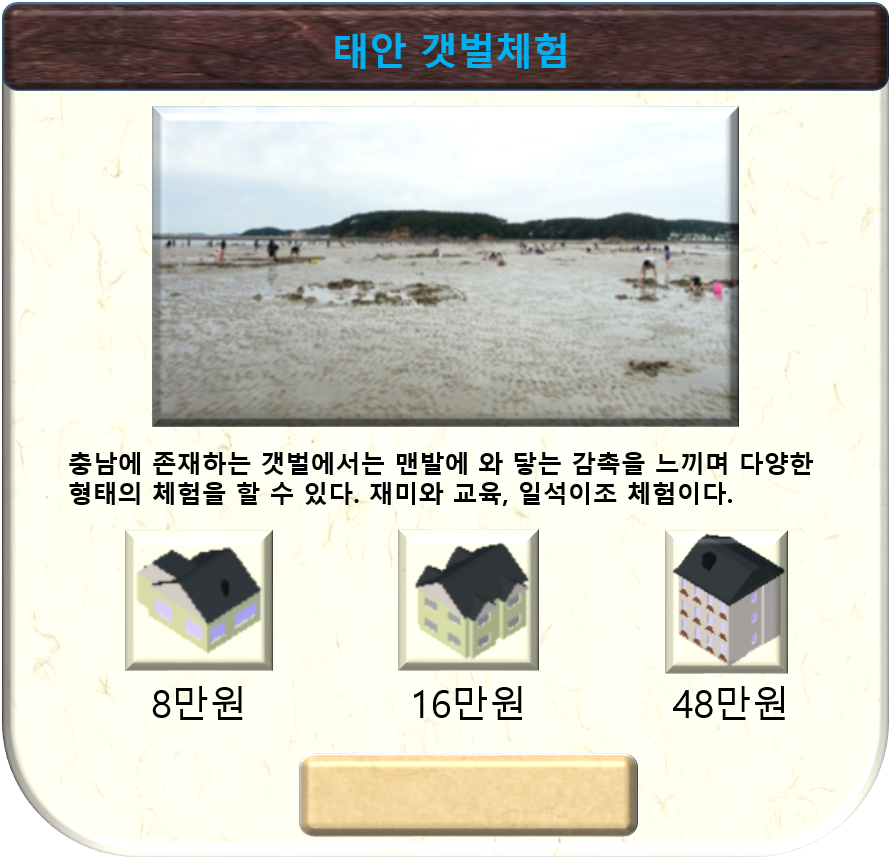 태안 갯벌체험
충남에 존재하는 갯벌에서는 맨발에 와 닿는 감촉을 느끼며 다양한
형태의 체험을 할 수 있다. 재미와 교육, 일석이조 체험이다.
8만원 16만원 48만원